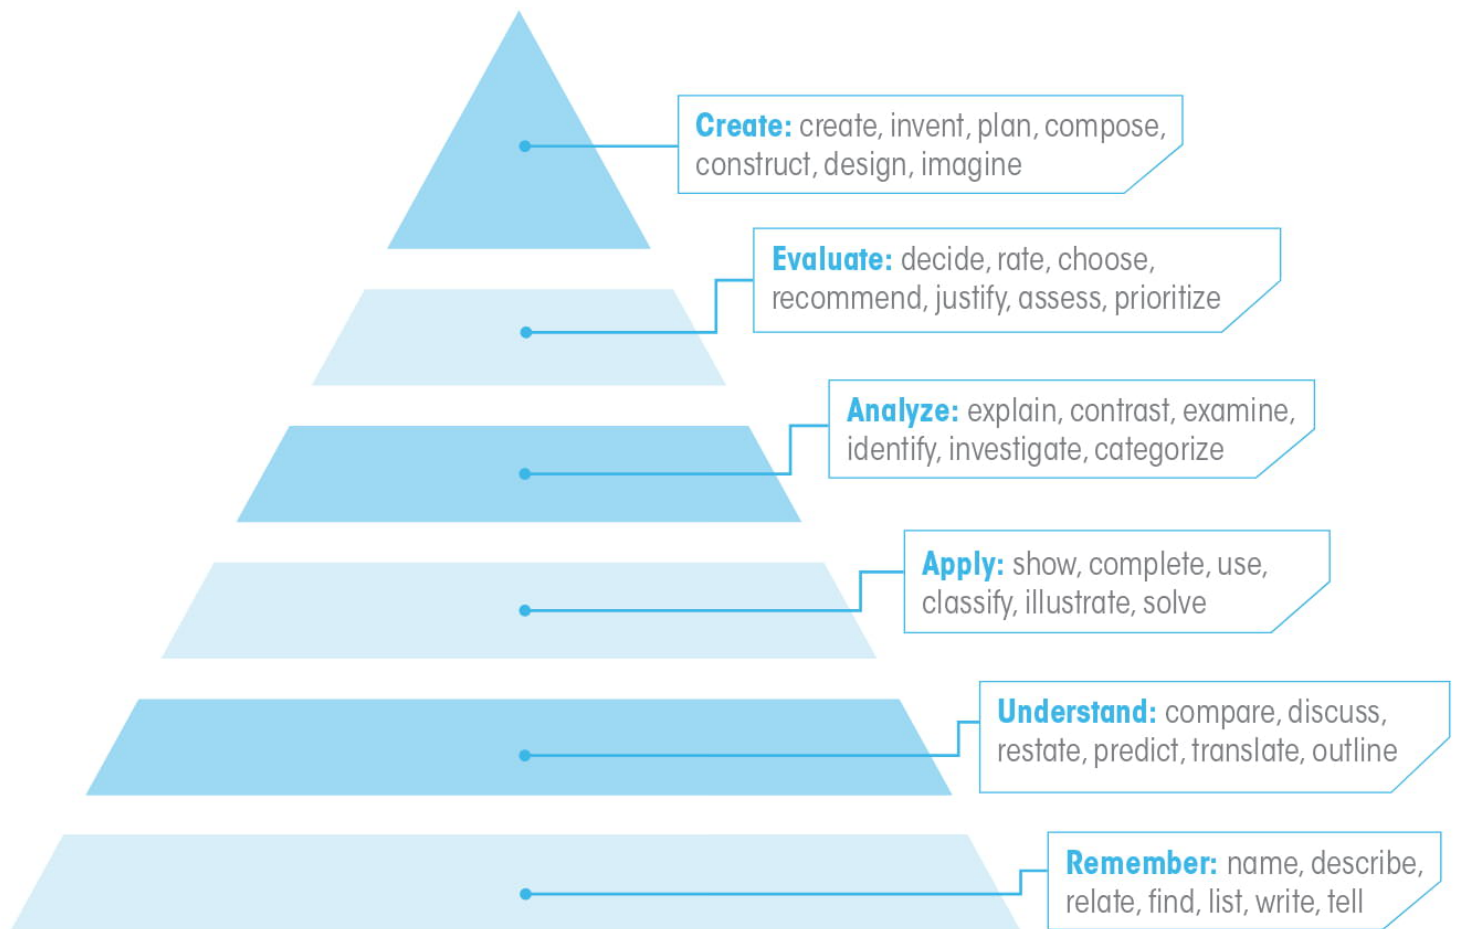 Create: create, invent, plan, compose,
construct, design, imagine
Evaluate: decide, rate, choose,
recommend, justify, assess, prioritize
Analyze: explain, contrast, examine,
identify, investigate, categorize
Apply: show, complete, use,
classify, illustrate, solve
Understand: compare, discuss,
restate, predict, translate, outline
Remember: name, describe,
relate, find, list, write, tell